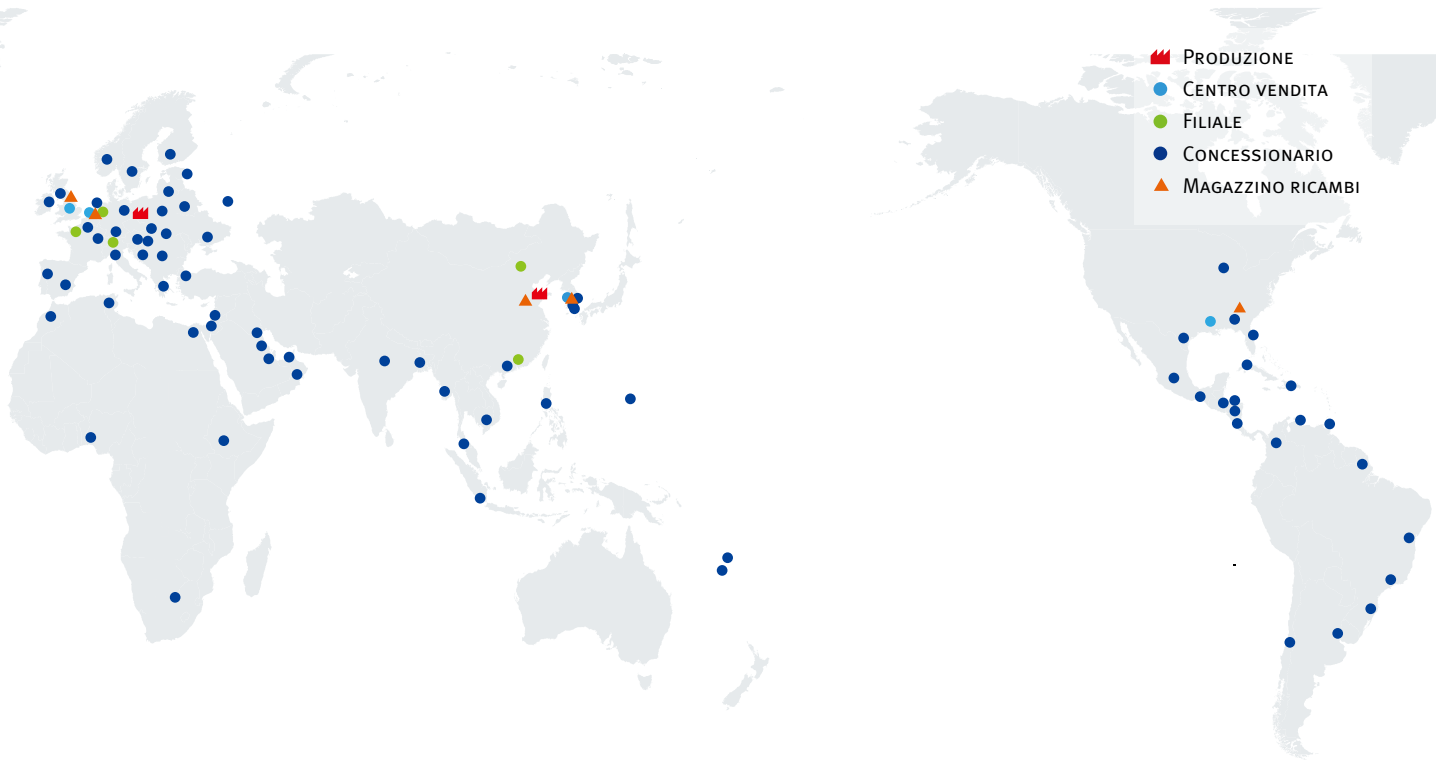 Produzione
Centro vendita
Filiale
Concessionario
Magazzino ricambi